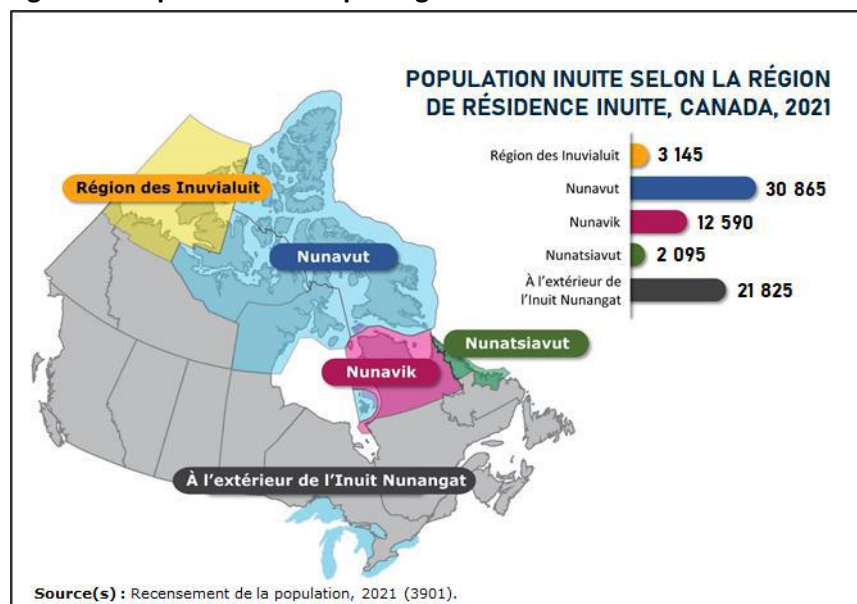 POPULATION INUITE SELON LA RÉGION
DE RÉSIDENCE INUITE, CANADA, 2021
Région des Inuvialuit 3 145
Nunavut 30 865
Nunavik 12 590
Nunatsiavut 2 095
À l'extérieur de
l'Inuit Nunangat 21 825
Région des Inuvialuit
Nunavut
Nunatsiavut
Nunavik
À l'extérieur de l'Inuit Nunangat
Source(s) : Recensement de la population, 2021 (3901).